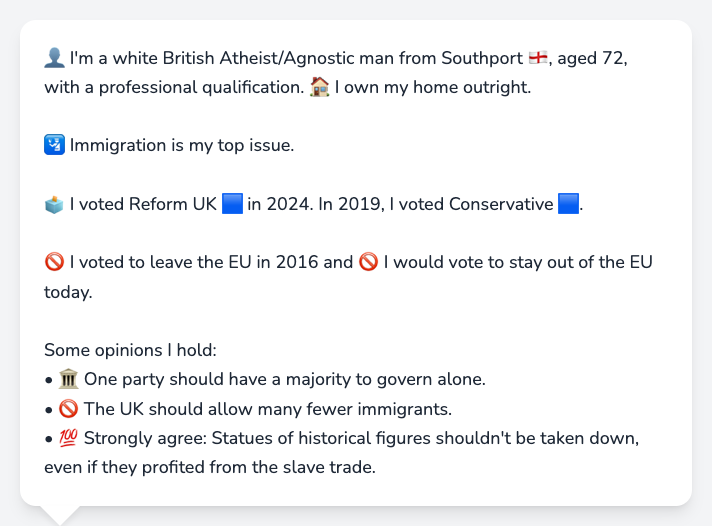 👤 I'm a white British Atheist/Agnostic man from Southport 🏴󠁧󠁢󠁥󠁮󠁧󠁿, aged 72,
with a professional qualification. 🏠 I own my home outright.
🛂 Immigration is my top issue.
🗳️ I voted Reform UK 🟦 in 2024. In 2019, I voted Conservative 🟦.
🚫 I voted to leave the EU in 2016 and 🚫 I would vote to stay out of the EU
today.
Some opinions I hold:
• 🏛️ One party should have a majority to govern alone.
• 🚫 The UK should allow many fewer immigrants.
• 💯 Strongly agree: Statues of historical figures shouldn't be taken down,
even if they profited from the slave trade.